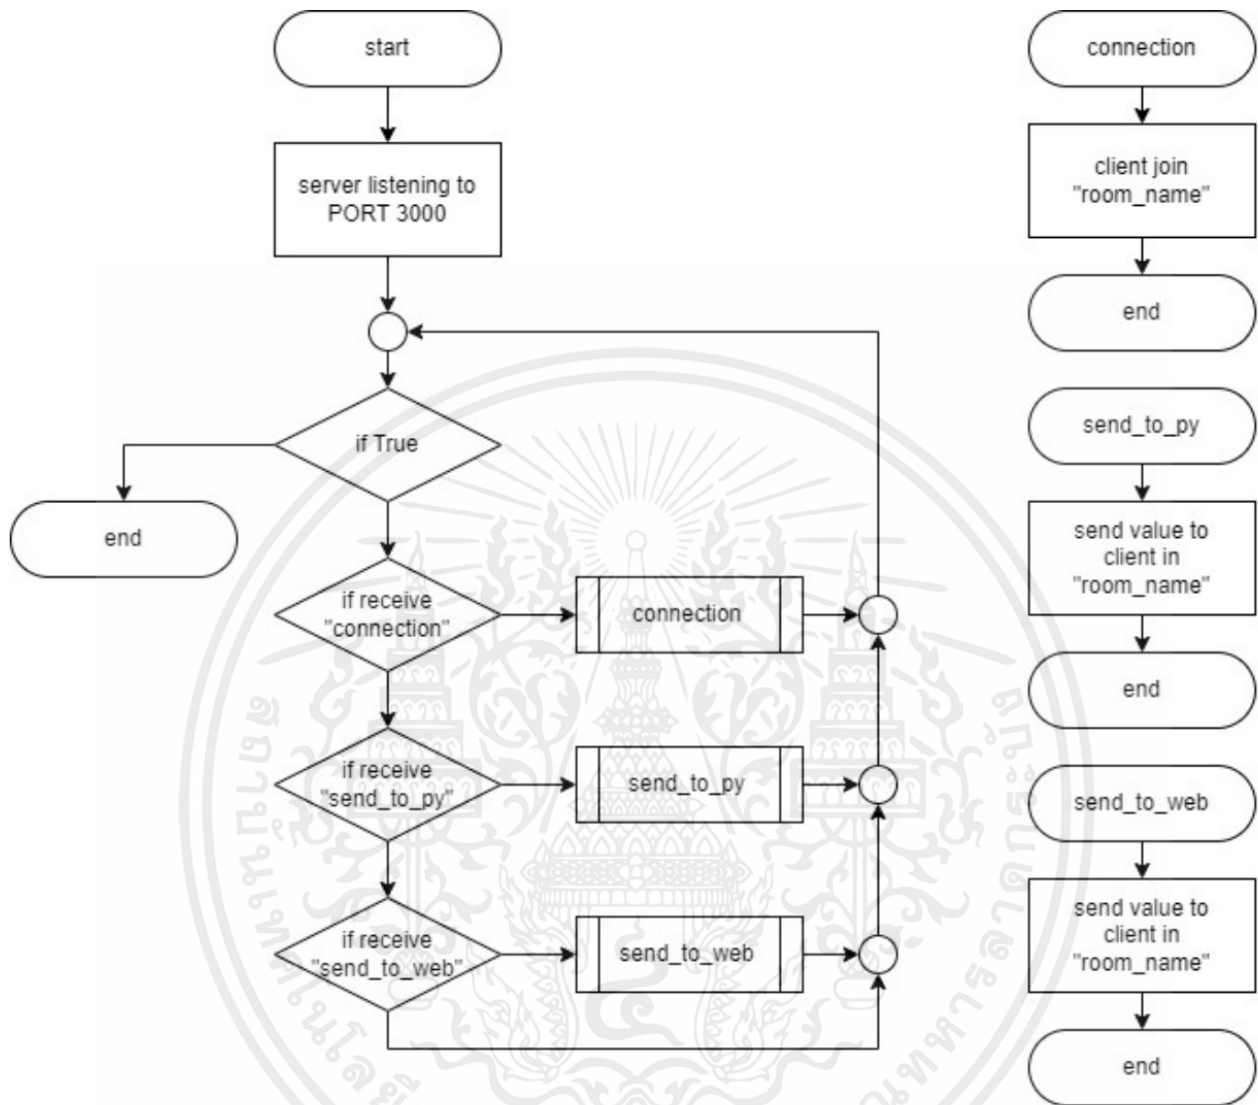 start
server listening to
PORT 3000
if True
end
if receive
"connection"
connection
if receive
"send_to_py"
send_to_py
if receive
"send_to_web"
send_to_web
connection
client join
"room_name"
end
send_to_py
send value to
client in
"room_name"
end
send_to_web
send value to
client in
"room_name"
end